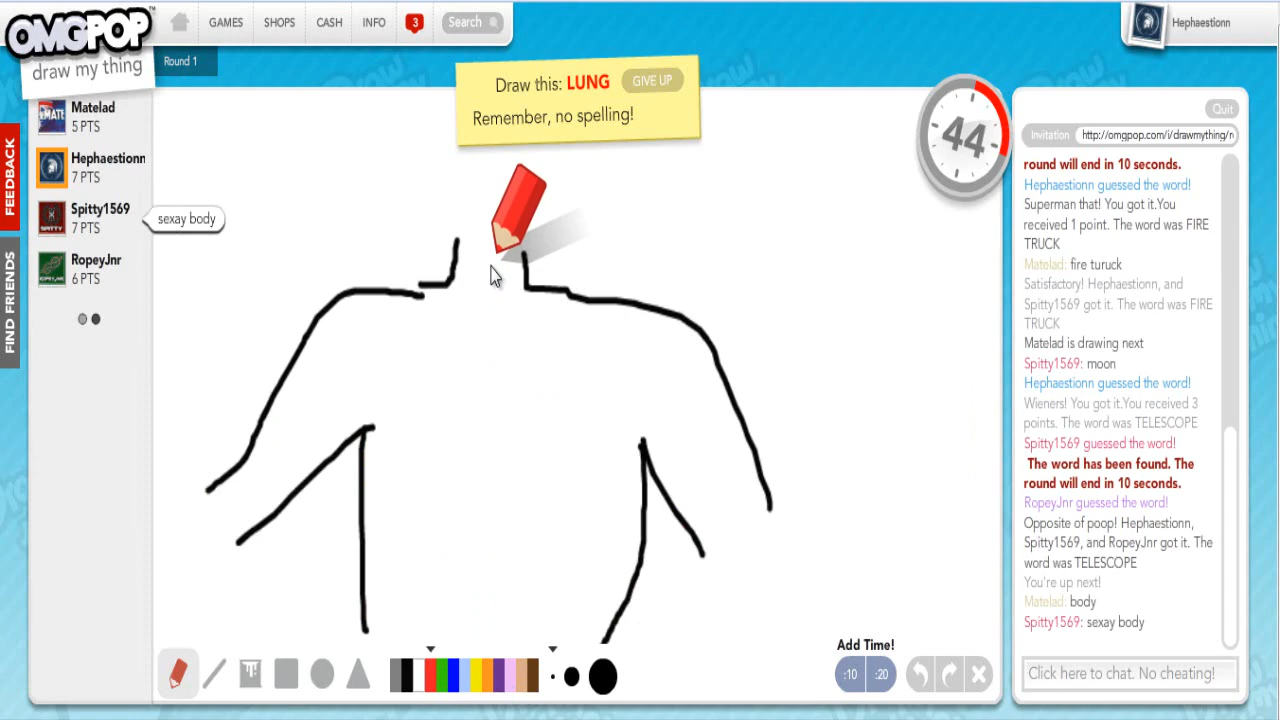 OMGPOP
TM
draw my thing
GAMES
SHOPS
CASH
INFO
3
Search
Hephaestionn
Round 1
FEEDBACK
FIND FRIENDS
Matelad
5 PTS
Hephaestionn
7 PTS
Spitty1569
7 PTS
RopeyJnr
6 PTS
sexay body
Draw this: LUNG
GIVE UP
Remember, no spelling!
44
Quit
Invitation http://omgpop.com/i/drawmything/n
round will end in 10 seconds.
Hephaestionn guessed the word!
Superman that! You got it.You
received 1 point. The word was FIRE
TRUCK
Matelad: fire turuck
Satisfactory! Hephaestionn, and
Spitty1569 got it. The word was FIRE
TRUCK
Matelad is drawing next
Spitty1569: moon
Hephaestionn guessed the word!
Wieners! You got it.You received 3
points. The word was TELESCOPE
Spitty1569 guessed the word!
The word has been found. The
round will end in 10 seconds.
RopeyJnr guessed the word!
Opposite of poop! Hephaestionn,
Spitty1569, and RopeyJnr got it. The
word was TELESCOPE
You're up next!
Matelad: body
Spitty1569: sexay body
Click here to chat. No cheating!
Add Time!
:10
:20